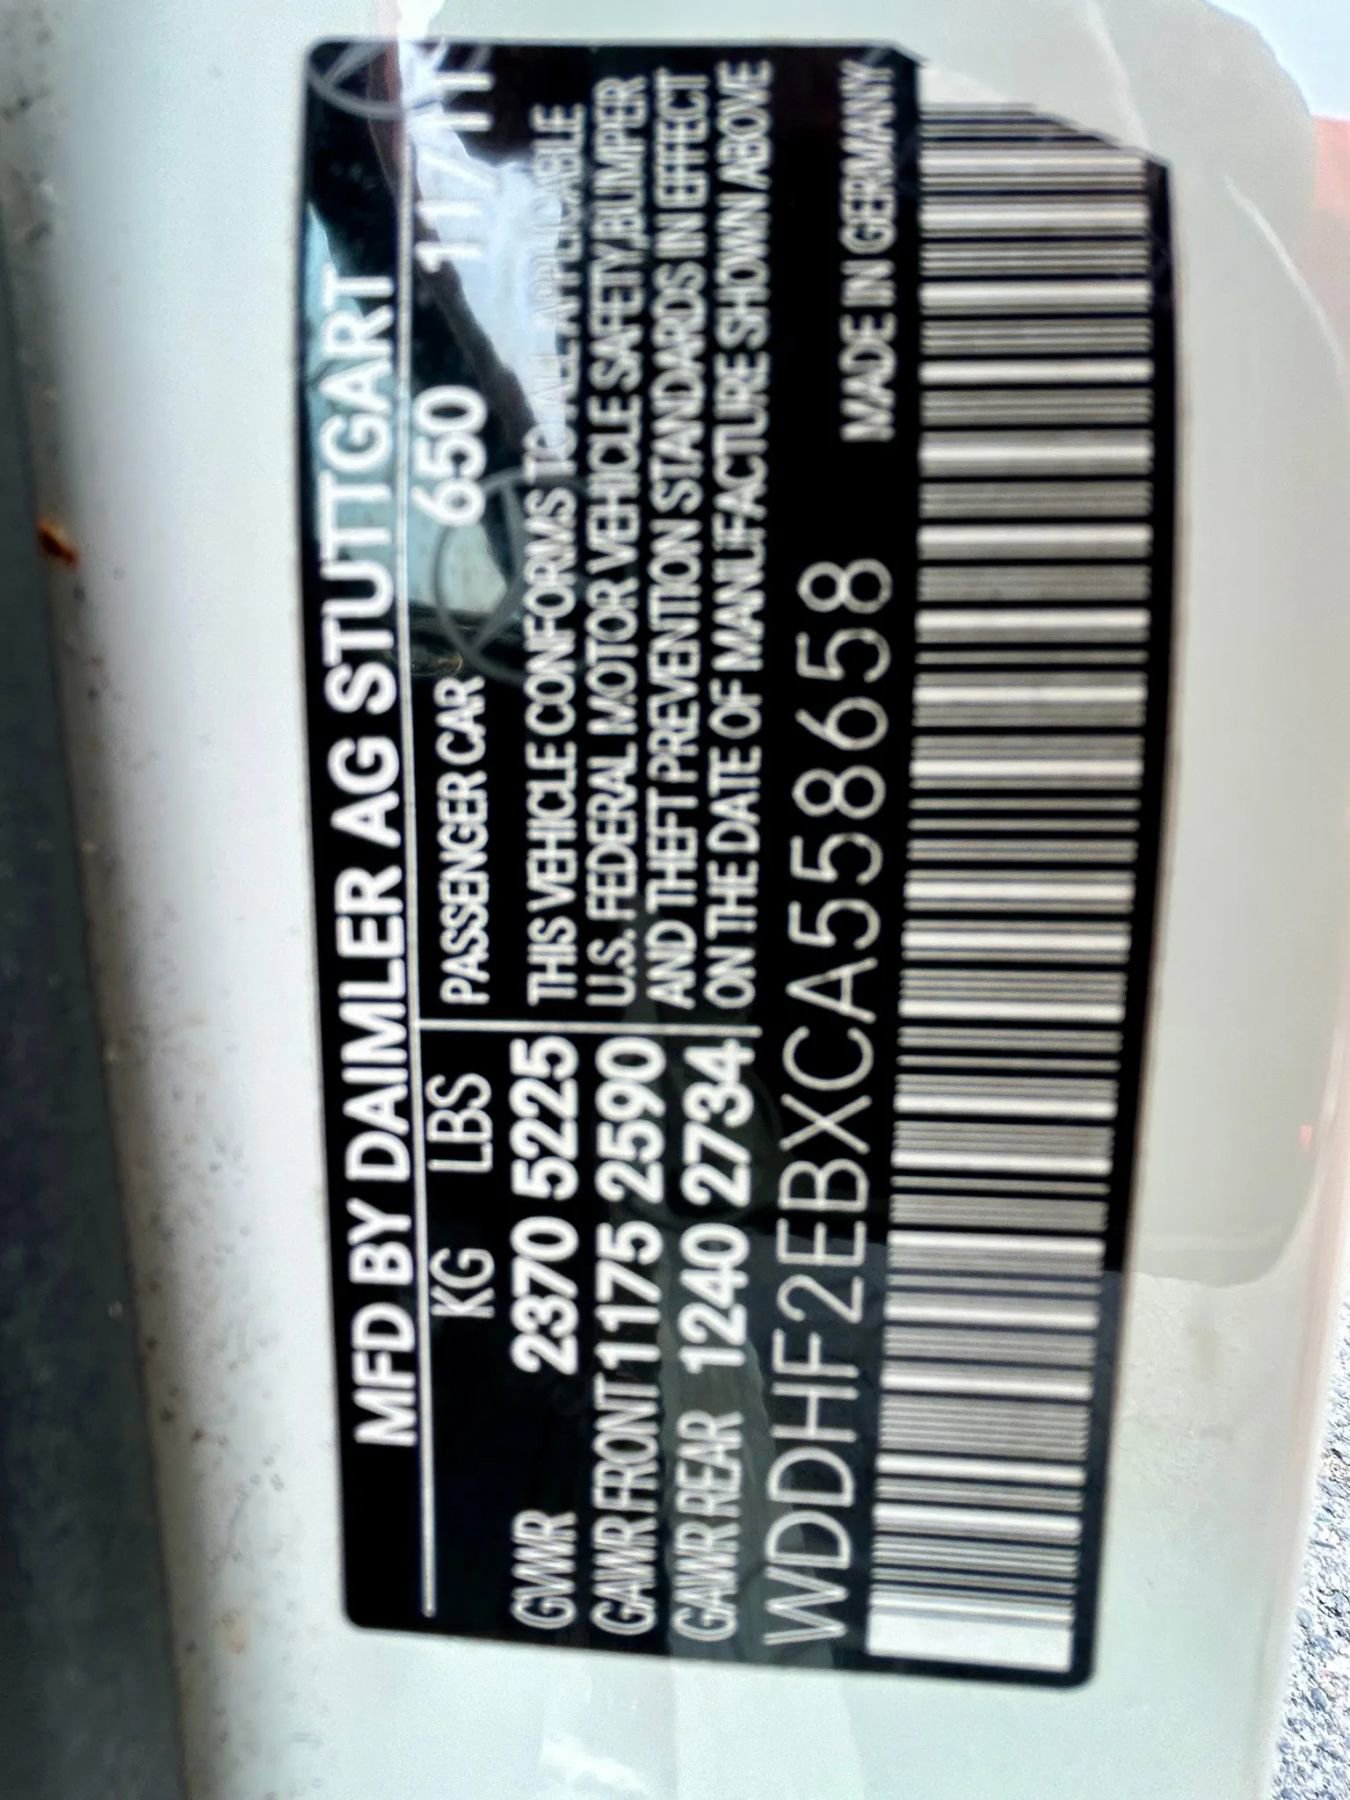 MFD BY DAIMLER AG STUTTGART
KG LBS PASSENGER CAR 650 11/11
GVWR 2370 5225 THIS VEHICLE CONFORMS TO ALL APPLICABLE
GAWR FRONT 1175 2590 U.S. FEDERAL MOTOR VEHICLE SAFETY,BUMPER
GAWR REAR 1240 2734 AND THEFT PREVENTION STANDARDS IN EFFECT
ON THE DATE OF MANUFACTURE SHOWN ABOVE
WDDHF2EBXCA558658 MADE IN GERMANY